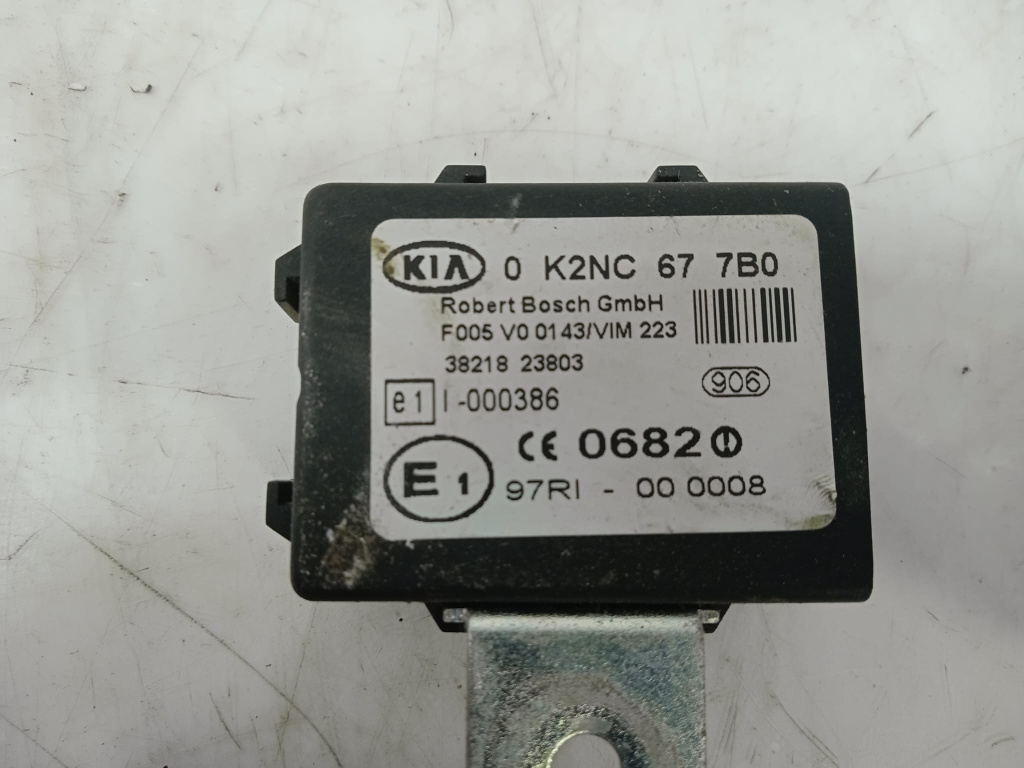 KIA 0 K2NC 67 7B0
Robert Bosch GmbH
F005 V0 0143/VIM 223
38218 23803
906
e1 I-000386
CE 0682
E1 97RI - 00 0008